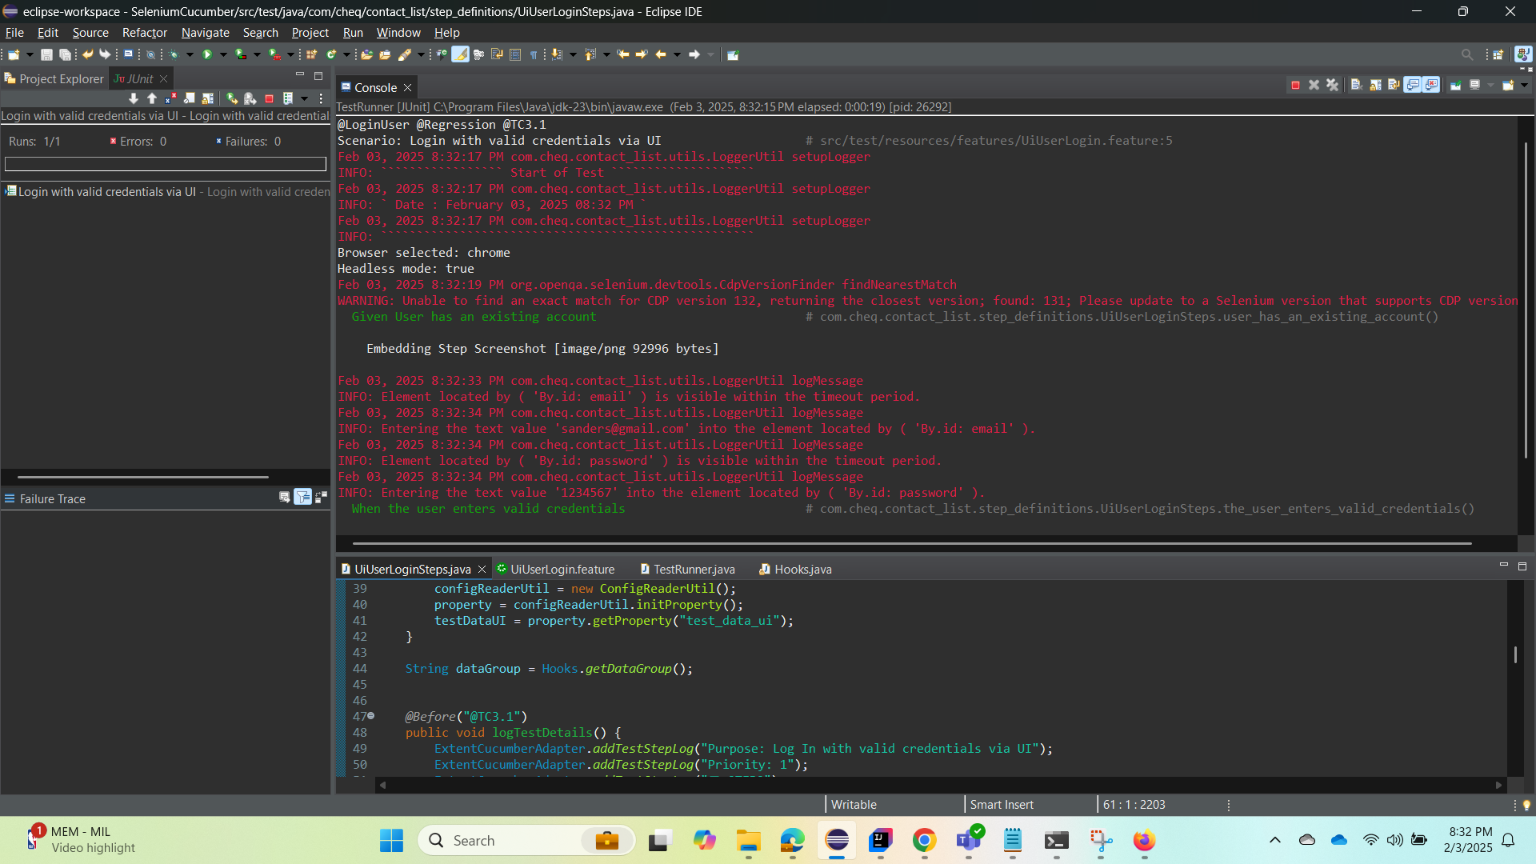 eclipse-workspace - SeleniumCucumber/src/test/java/com/cheq/contact_list/step_definitions/UiUserLoginSteps.java - Eclipse IDE
File Edit Source Refactor Navigate Search Project Run Window Help
Project Explorer JUnit
Console
Login with valid credentials via UI - Login with valid credential
TestRunner [JUnit] C:\Program Files\Java\jdk-23\bin\javaw.exe (Feb 3, 2025, 8:32:15 PM elapsed: 0:00:19) [pid: 26292]
Runs: 1/1 Errors: 0 Failures: 0
Login with valid credentials via UI - Login with valid creden
Failure Trace
@LoginUser @Regression @TC3.1
Scenario: Login with valid credentials via UI # src/test/resources/features/UiUserLogin.feature:5
Feb 03, 2025 8:32:17 PM com.cheq.contact_list.utils.LoggerUtil setupLogger
INFO: ````````````````` Start of Test ````````````````````
Feb 03, 2025 8:32:17 PM com.cheq.contact_list.utils.LoggerUtil setupLogger
INFO: ` Date : February 03, 2025 08:32 PM `
Feb 03, 2025 8:32:17 PM com.cheq.contact_list.utils.LoggerUtil setupLogger
INFO: ````````````````````````````````````````````````````
Browser selected: chrome
Headless mode: true
Feb 03, 2025 8:32:19 PM org.openqa.selenium.devtools.CdpVersionFinder findNearestMatch
WARNING: Unable to find an exact match for CDP version 132, returning the closest version; found: 131; Please update to a Selenium version that supports CDP version
Given User has an existing account # com.cheq.contact_list.step_definitions.UiUserLoginSteps.user_has_an_existing_account()
Embedding Step Screenshot [image/png 92996 bytes]
Feb 03, 2025 8:32:33 PM com.cheq.contact_list.utils.LoggerUtil logMessage
INFO: Element located by ( 'By.id: email' ) is visible within the timeout period.
Feb 03, 2025 8:32:34 PM com.cheq.contact_list.utils.LoggerUtil logMessage
INFO: Entering the text value 'sanders@gmail.com' into the element located by ( 'By.id: email' ).
Feb 03, 2025 8:32:34 PM com.cheq.contact_list.utils.LoggerUtil logMessage
INFO: Element located by ( 'By.id: password' ) is visible within the timeout period.
Feb 03, 2025 8:32:34 PM com.cheq.contact_list.utils.LoggerUtil logMessage
INFO: Entering the text value '1234567' into the element located by ( 'By.id: password' ).
When the user enters valid credentials # com.cheq.contact_list.step_definitions.UiUserLoginSteps.the_user_enters_valid_credentials()
UiUserLoginSteps.java UiUserLogin.feature TestRunner.java Hooks.java
39 configReaderUtil = new ConfigReaderUtil();
40 property = configReaderUtil.initProperty();
41 testDataUI = property.getProperty("test_data_ui");
42 }
43
44 String dataGroup = Hooks.getDataGroup();
45
46
47 @Before("@TC3.1")
48 public void logTestDetails() {
49 ExtentCucumberAdapter.addTestStepLog("Purpose: Log In with valid credentials via UI");
50 ExtentCucumberAdapter.addTestStepLog("Priority: 1");
Writable Smart Insert 61 : 1 : 2203
1
MEM - MIL
Video highlight
Search
8:32 PM
2/3/2025